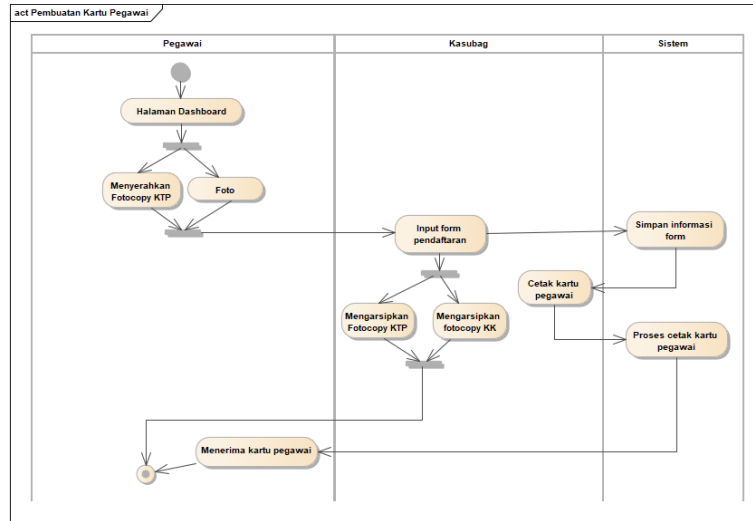 act Pembuatan Kartu Pegawai
Pegawai
Kasubag
Sistem
Halaman Dashboard
Menyerahkan
Fotocopy KTP
Foto
Input form
pendaftaran
Simpan informasi
form
Cetak kartu
pegawai
Mengarsipkan
Fotocopy KTP
Mengarsipkan
fotocopy KK
Proses cetak kartu
pegawai
Menerima kartu pegawai